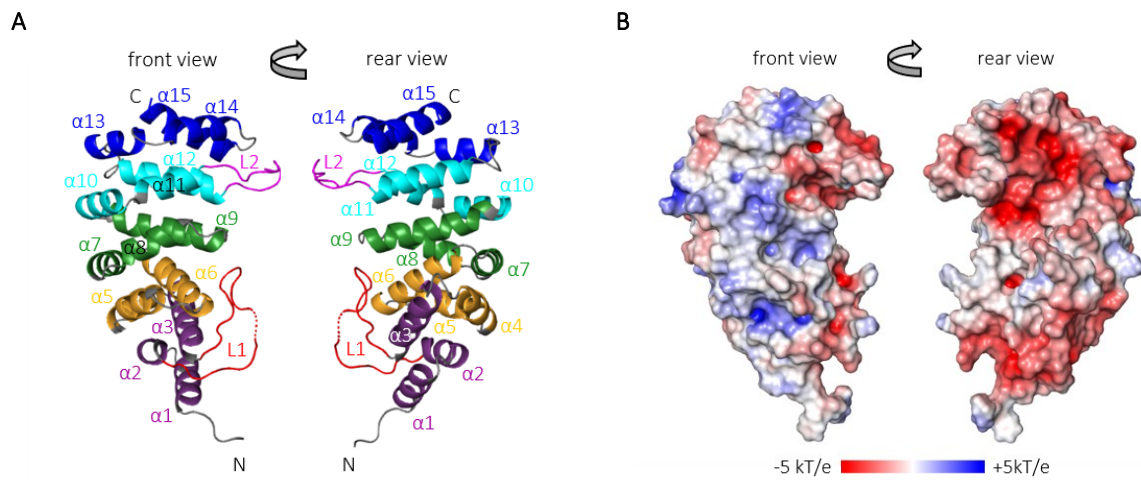 A
B
front view
rear view
front view
rear view
C
α15
α14
α13
L2
α12
α10
α11
α9
α7
α8
α6
α5
α3
L1
α2
α1
N
α15
C
α14
α13
L2
α12
α10
α11
α9
α8
α7
α6
α5
α4
α3
L1
α2
α1
N
-5 kT/e
+5kT/e